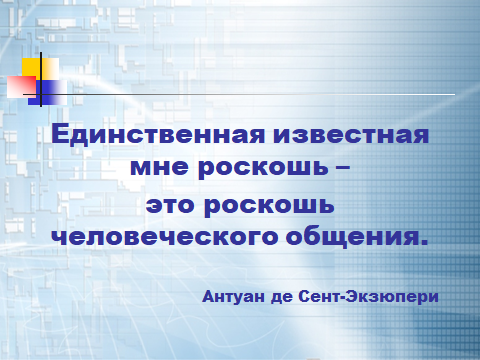 Единственная известная
мне роскошь –
это роскошь
человеческого общения.
Антуан де Сент-Экзюпери